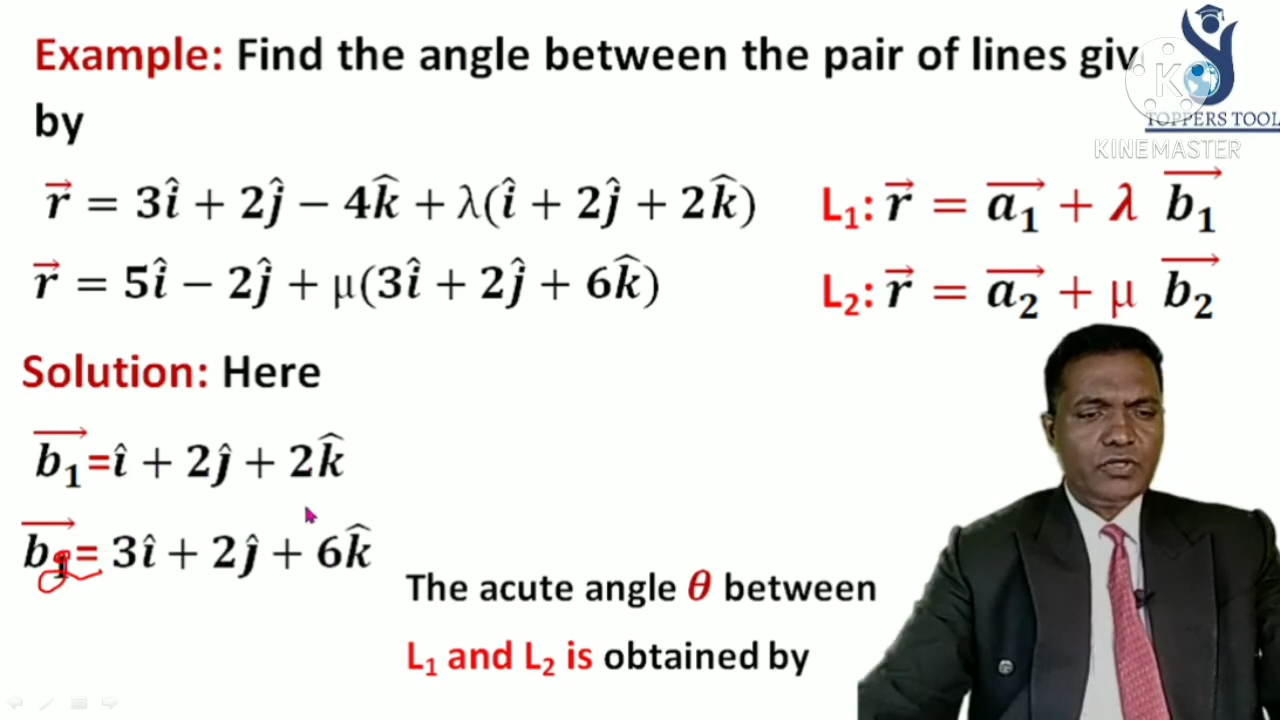 Example: Find the angle between the pair of lines giv
by
r⃗ = 3î + 2ĵ − 4k̂ + λ(î + 2ĵ + 2k̂)
L₁: r⃗ = a₁⃗ + λ b₁⃗
r⃗ = 5î − 2ĵ + μ(3î + 2ĵ + 6k̂)
L₂: r⃗ = a₂⃗ + μ b₂⃗
Solution: Here
b₁⃗ = î + 2ĵ + 2k̂
b₂⃗ = 3î + 2ĵ + 6k̂
The acute angle θ between
L₁ and L₂ is obtained by
TOPPERS TOOL
K
KINEMASTER